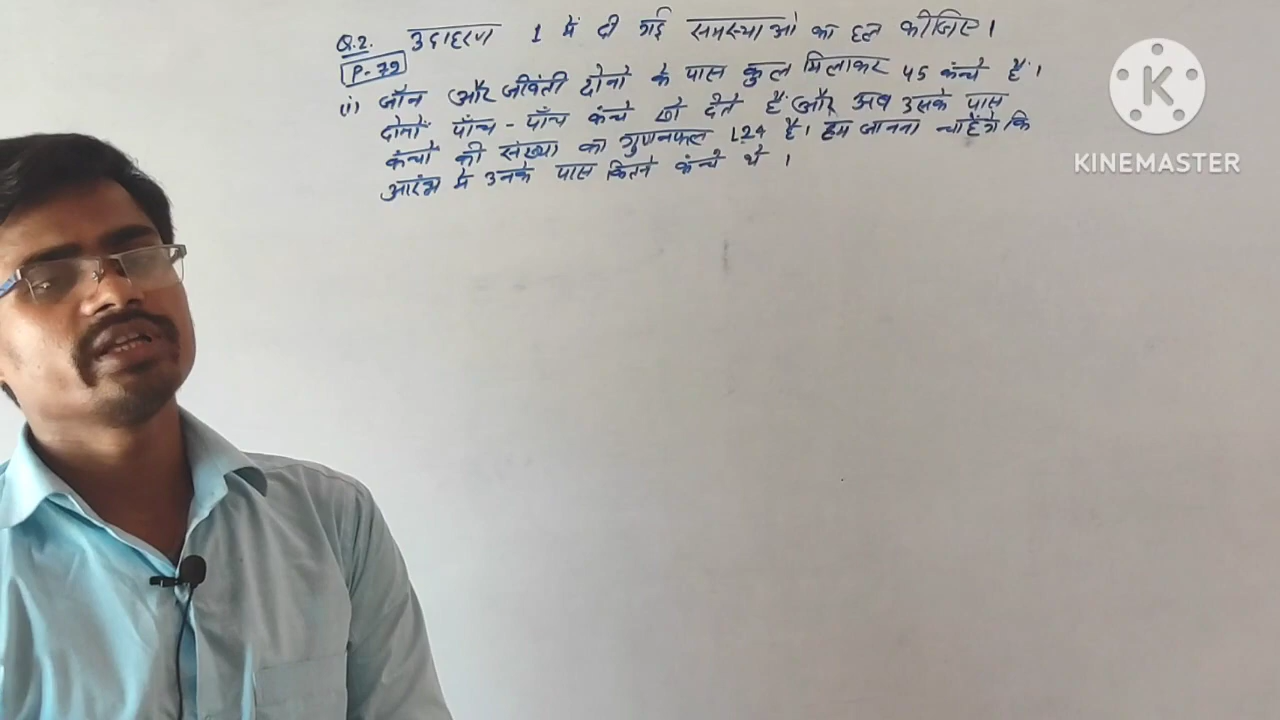 Q.2. उदाहरण 1 में दी गई समस्याओं का हल कीजिए।
P-79
(i) जॉन और जीवंती दोनों के पास कुल मिलाकर 45 कंन्चे हैं।
दोनों पाँच-पाँच कंन्चे खो देते हैं और अब उसके पास
कंन्चो की संख्या का गुणनफल 124 है। हम जानना चाहेंगे कि
आरंभ में उनके पास कितने कंन्चे थे।
K
KINEMASTER